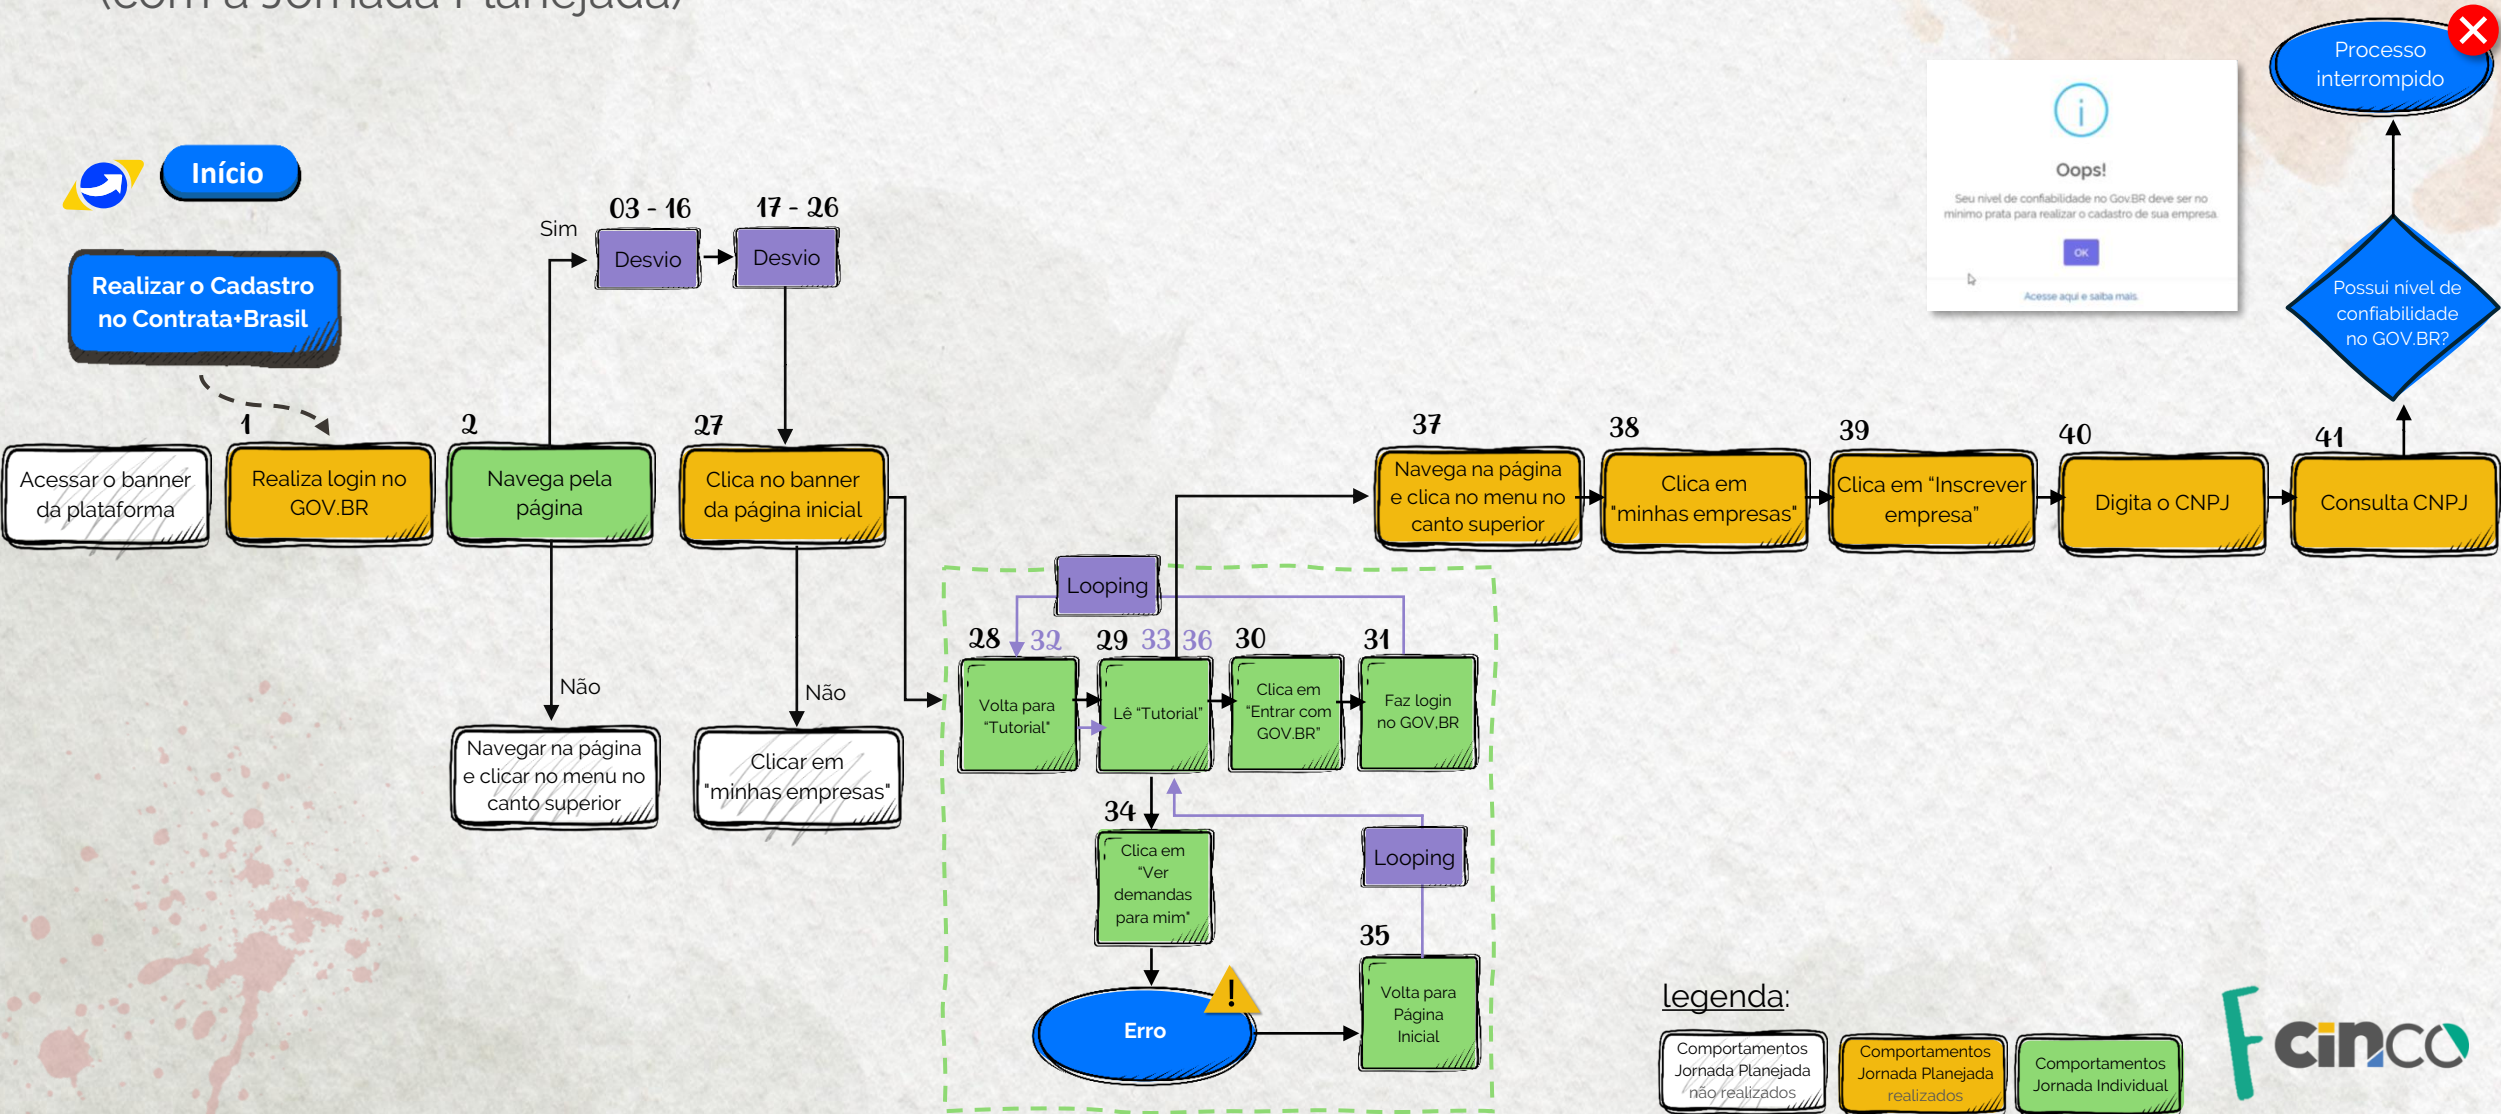 (com a Jornada Planejada)
Processo
interrompido
Oops!
Seu nível de confiabilidade no Gov.BR deve ser no
mínimo prata para realizar o cadastro de sua empresa.
OK
Acesse aqui e saiba mais.
Início
Realizar o Cadastro
no Contrata+Brasil
Sim
03 - 16
Desvio
17 - 26
Desvio
Possui nível de
confiabilidade
no GOV.BR?
Acessar o banner
da plataforma
1
Realiza login no
GOV.BR
2
Navega pela
página
27
Clica no banner
da página inicial
37
Navega na página
e clica no menu no
canto superior
38
Clica em
"minhas empresas"
39
Clica em “Inscrever
empresa”
40
Digita o CNPJ
41
Consulta CNPJ
Não
Navegar na página
e clicar no menu no
canto superior
Não
Clicar em
"minhas empresas"
Looping
28 32
Volta para
“Tutorial”
29 33 36
Lê “Tutorial”
30
Clica em
“Entrar com
GOV.BR”
31
Faz login
no GOV,BR
34
Clica em
“Ver
demandas
para mim"
Looping
35
Volta para
Página
Inicial
Erro
legenda:
Comportamentos
Jornada Planejada
não realizados
Comportamentos
Jornada Planejada
realizados
Comportamentos
Jornada Individual
F cinco